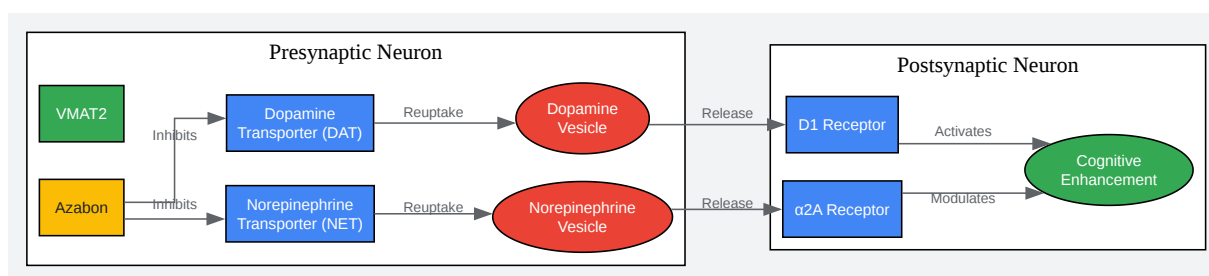 Presynaptic Neuron
VMAT2
Azabon
Inhibits
Inhibits
Dopamine
Transporter (DAT)
Norepinephrine
Transporter (NET)
Reuptake
Reuptake
Dopamine
Vesicle
Norepinephrine
Vesicle
Release
Release
Postsynaptic Neuron
D1 Receptor
α2A Receptor
Activates
Modulates
Cognitive
Enhancement